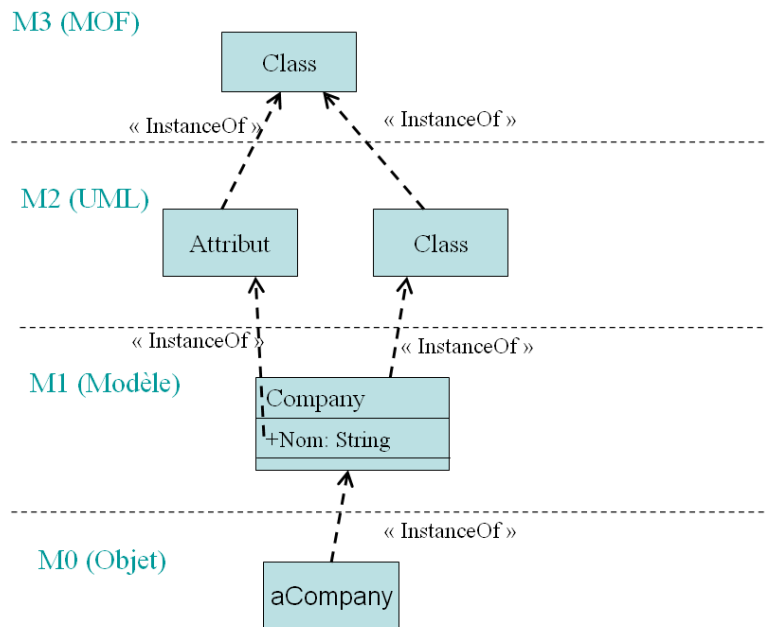 M3 (MOF)
Class
« InstanceOf »
« InstanceOf »
M2 (UML)
Attribut
Class
« InstanceOf »
« InstanceOf »
M1 (Modèle)
Company
+Nom: String
« InstanceOf »
M0 (Objet)
aCompany